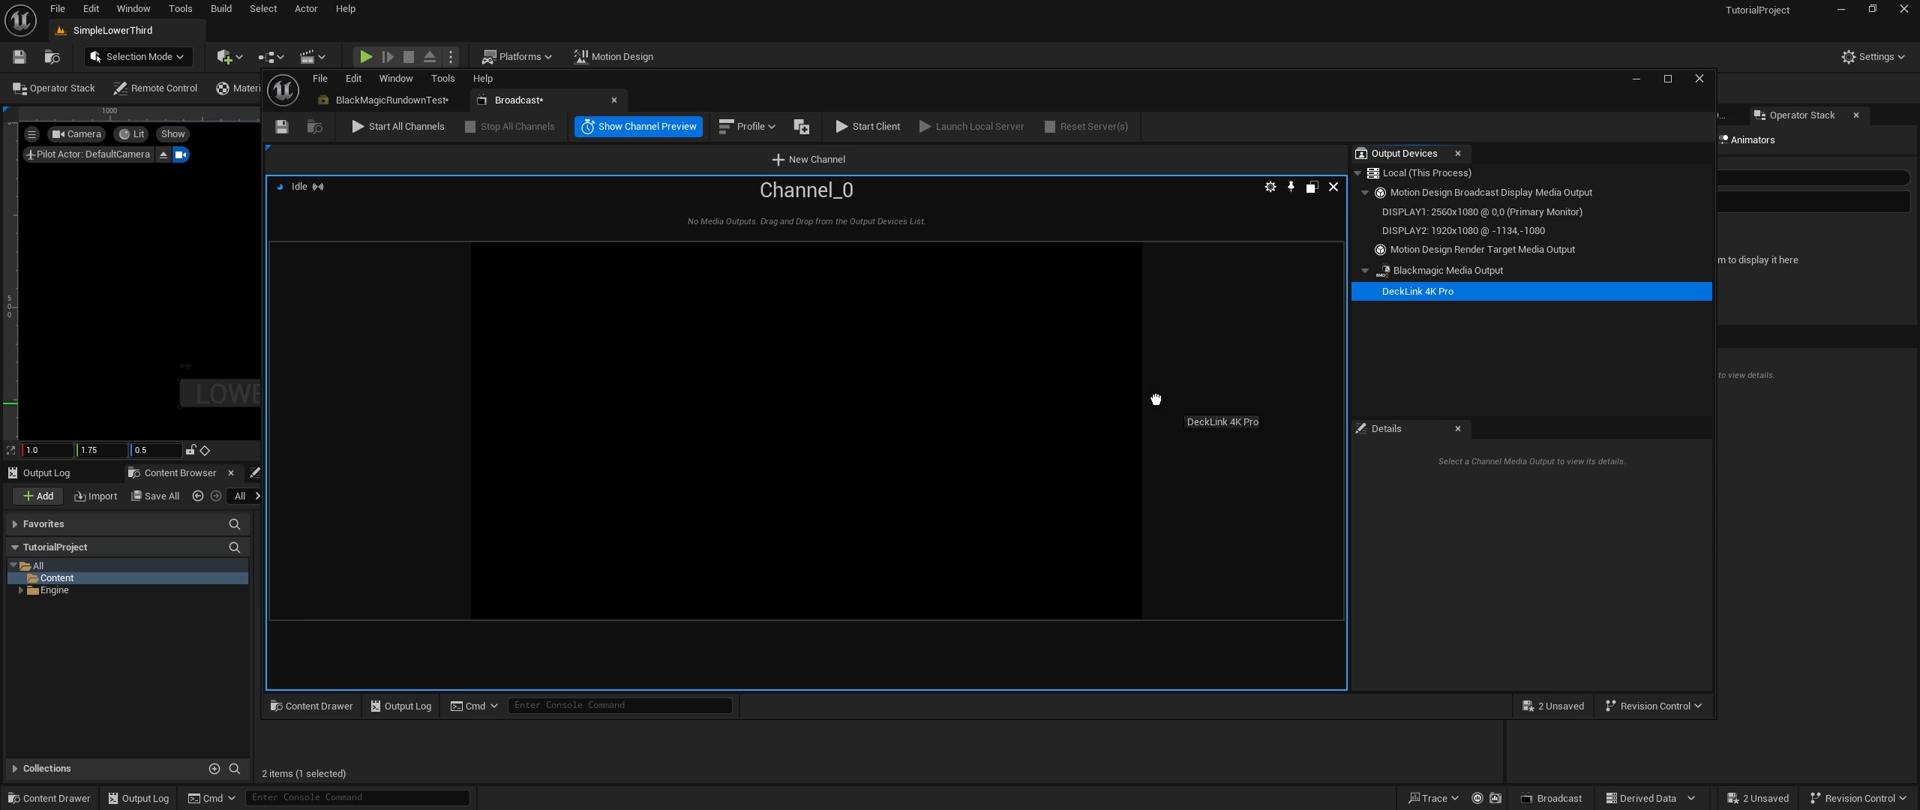 File Edit Window Tools Build Select Actor Help
TutorialProject
SimpleLowerThird
Selection Mode
Platforms
Motion Design
Settings
Operator Stack
Remote Control
Materi
File Edit Window Tools Help
BlackMagicRundownTest*
Broadcast*
Start All Channels
Stop All Channels
Show Channel Preview
Profile
Start Client
Launch Local Server
Reset Server(s)
Operator Stack
Animators
1000
Camera
Lit
Show
Pilot Actor: DefaultCamera
New Channel
Idle
Channel_0
No Media Outputs. Drag and Drop from the Output Devices List.
Output Devices
Local (This Process)
Motion Design Broadcast Display Media Output
DISPLAY1: 2560x1080 @ 0,0 (Primary Monitor)
DISPLAY2: 1920x1080 @ -1134,-1080
Motion Design Render Target Media Output
Blackmagic Media Output
DeckLink 4K Pro
m to display it here
5
0
0
LOWE
DeckLink 4K Pro
to view details.
Details
Select a Channel Media Output to view its details.
1.0
1.75
0.5
Output Log
Content Browser
Add
Import
Save All
All
Favorites
TutorialProject
All
Content
Engine
Collections
Content Drawer
Output Log
Cmd
Enter Console Command
2 Unsaved
Revision Control
2 items (1 selected)
Content Drawer
Output Log
Cmd
Enter Console Command
Trace
Broadcast
Derived Data
2 Unsaved
Revision Control